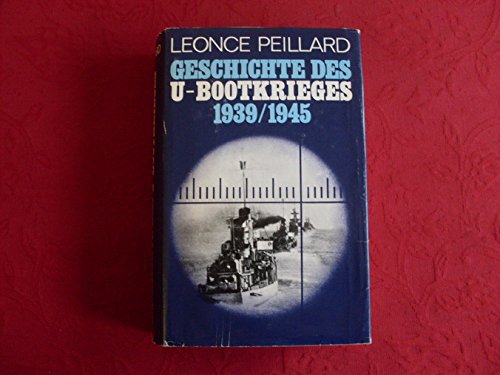 LEONCE PEILLARD
GESCHICHTE DES
U-BOOTKRIEGES
1939/1945